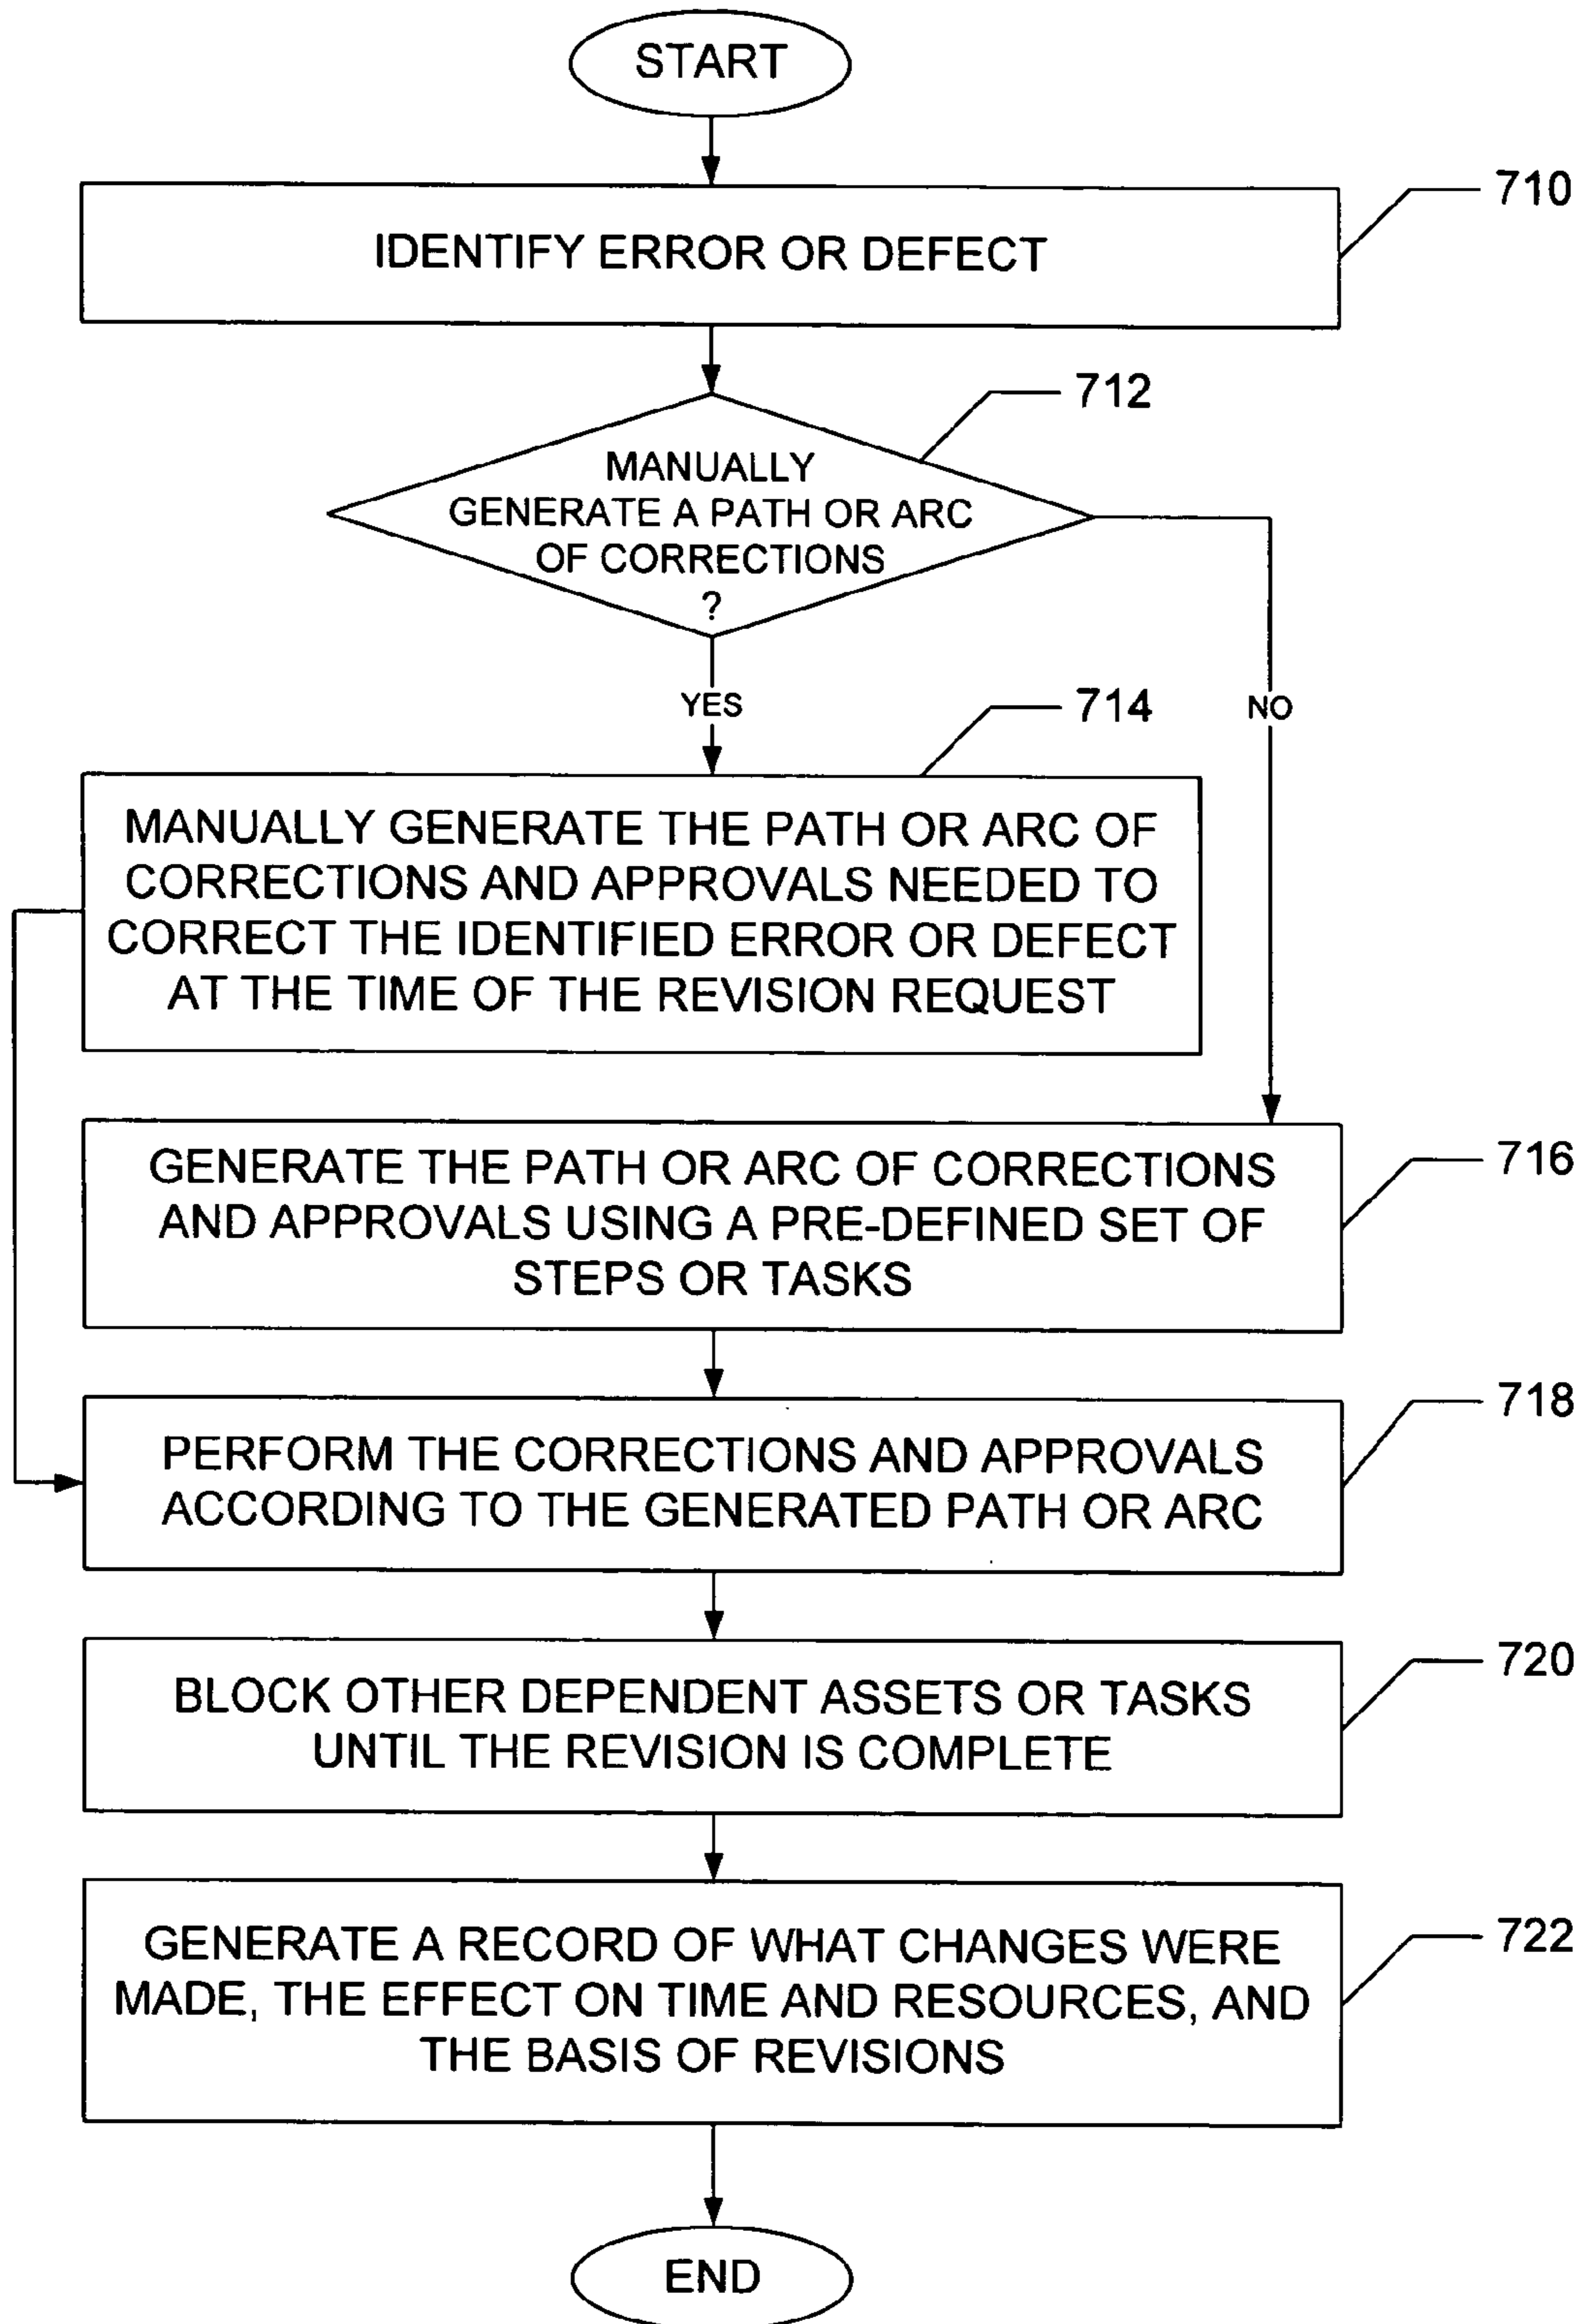 START
710
IDENTIFY ERROR OR DEFECT
712
MANUALLY
GENERATE A PATH OR ARC
OF CORRECTIONS
?
YES
714
NO
MANUALLY GENERATE THE PATH OR ARC OF
CORRECTIONS AND APPROVALS NEEDED TO
CORRECT THE IDENTIFIED ERROR OR DEFECT
AT THE TIME OF THE REVISION REQUEST
716
GENERATE THE PATH OR ARC OF CORRECTIONS
AND APPROVALS USING A PRE-DEFINED SET OF
STEPS OR TASKS
718
PERFORM THE CORRECTIONS AND APPROVALS
ACCORDING TO THE GENERATED PATH OR ARC
720
BLOCK OTHER DEPENDENT ASSETS OR TASKS
UNTIL THE REVISION IS COMPLETE
722
GENERATE A RECORD OF WHAT CHANGES WERE
MADE, THE EFFECT ON TIME AND RESOURCES, AND
THE BASIS OF REVISIONS
END